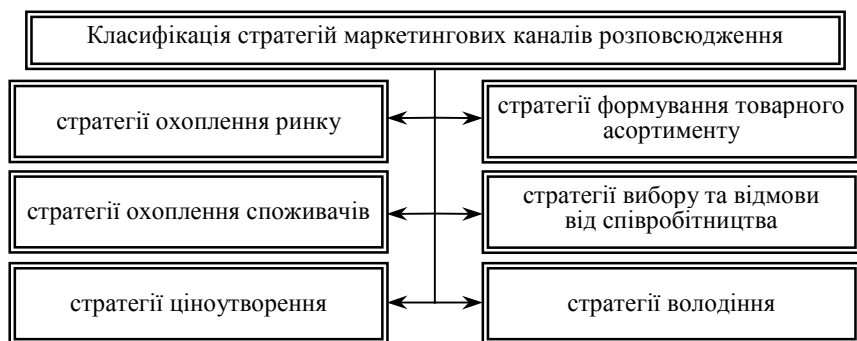 Класифікація стратегій маркетингових каналів розповсюдження
стратегії охоплення ринку
стратегії формування товарного
асортименту
стратегії охоплення споживачів
стратегії вибору та відмови
від співробітництва
стратегії ціноутворення
стратегії володіння